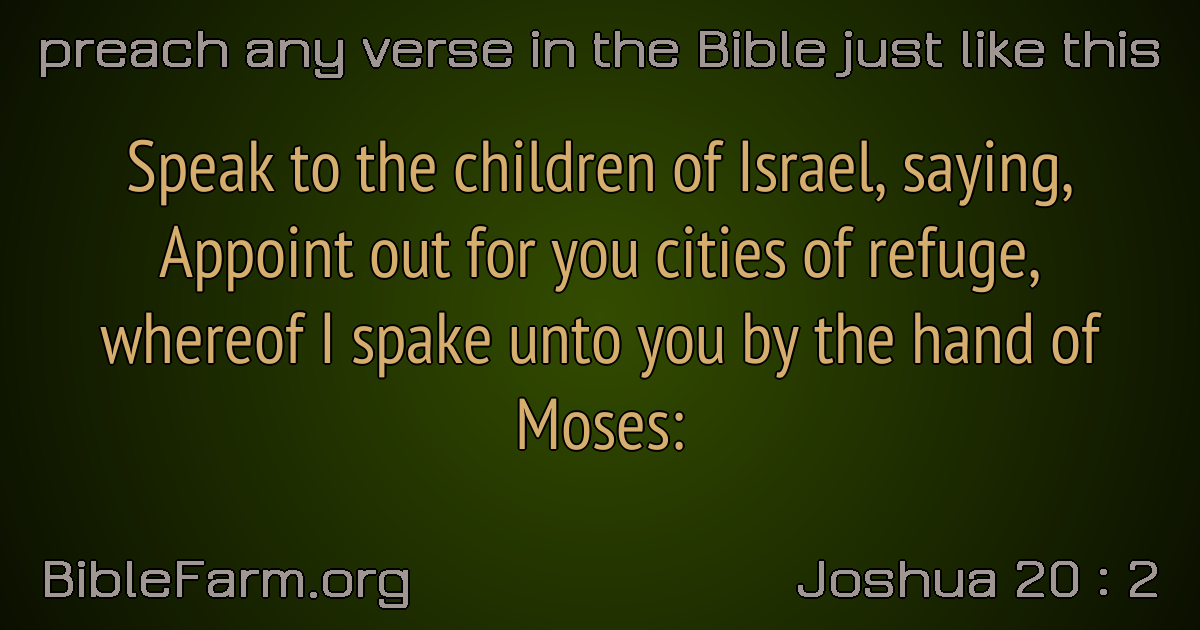 preach any verse in the Bible just like this
Speak to the children of Israel, saying,
Appoint out for you cities of refuge,
whereof I spake unto you by the hand of
Moses:
BibleFarm.org
Joshua 20 : 2